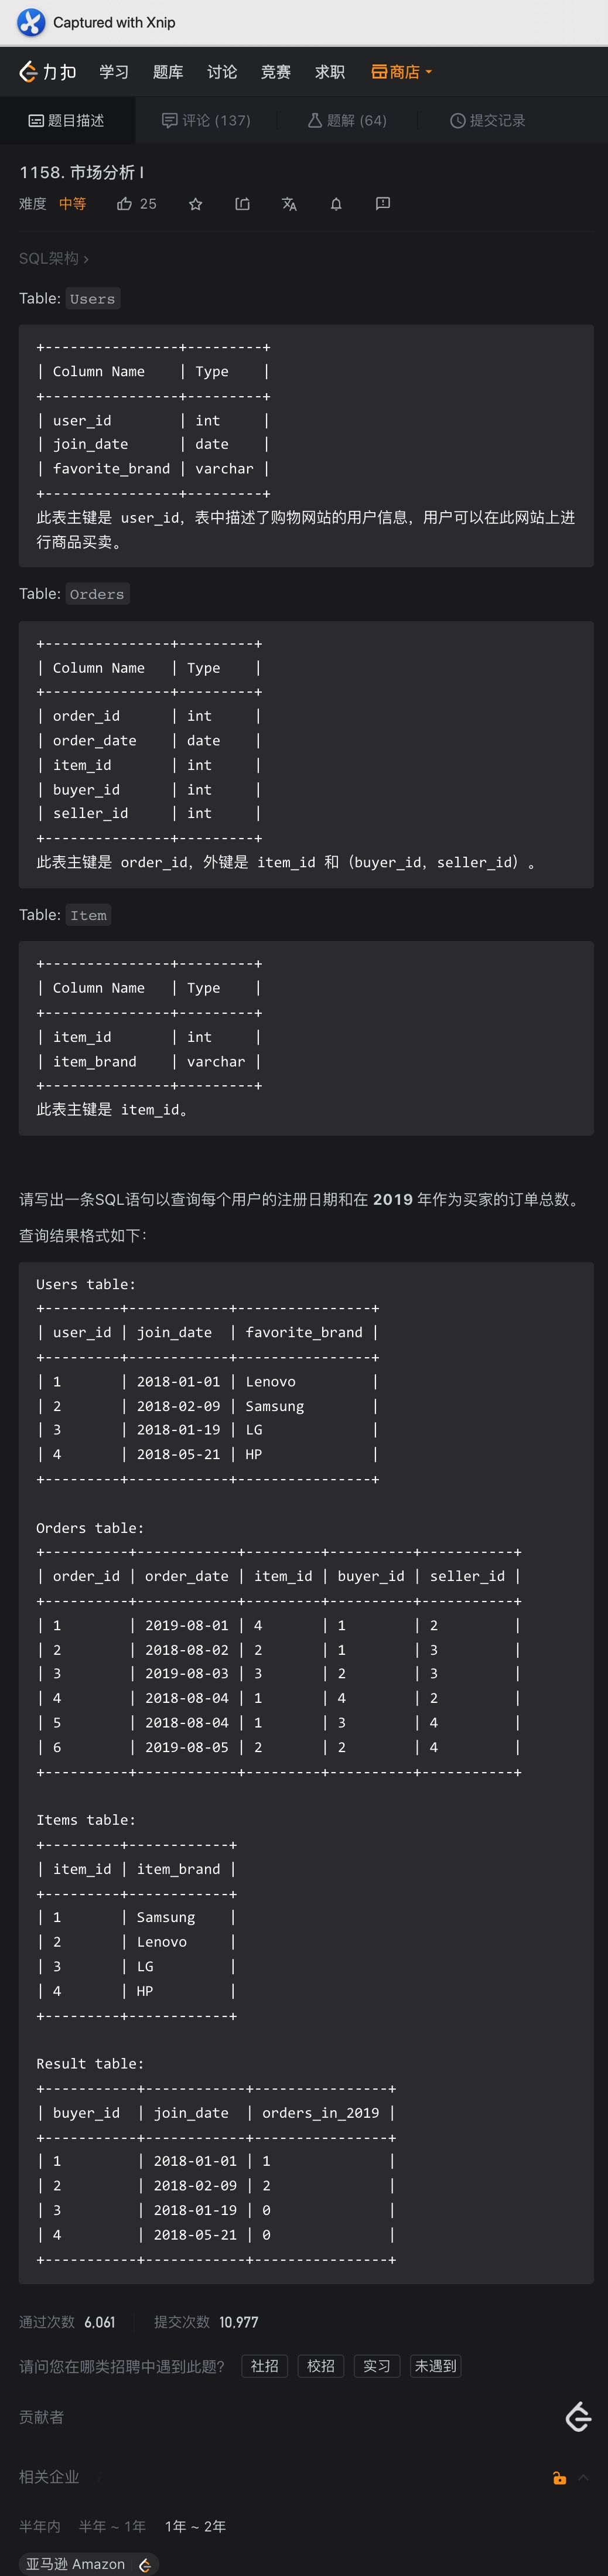 Captured with Xnip
力扣 学习 题库 讨论 竞赛 求职 商店
题目描述 评论 (137) 题解 (64) 提交记录
1158. 市场分析 I
难度 中等 25
SQL架构 ›
Table: Users
+----------------+---------+
| Column Name    | Type    |
+----------------+---------+
| user_id        | int     |
| join_date      | date    |
| favorite_brand | varchar |
+----------------+---------+
此表主键是 user_id，表中描述了购物网站的用户信息，用户可以在此网站上进
行商品买卖。
Table: Orders
+---------------+---------+
| Column Name   | Type    |
+---------------+---------+
| order_id      | int     |
| order_date    | date    |
| item_id       | int     |
| buyer_id      | int     |
| seller_id     | int     |
+---------------+---------+
此表主键是 order_id，外键是 item_id 和（buyer_id，seller_id）。
Table: Item
+---------------+---------+
| Column Name   | Type    |
+---------------+---------+
| item_id       | int     |
| item_brand    | varchar |
+---------------+---------+
此表主键是 item_id。
请写出一条SQL语句以查询每个用户的注册日期和在 2019 年作为买家的订单总数。
查询结果格式如下：
Users table:
+---------+------------+----------------+
| user_id | join_date  | favorite_brand |
+---------+------------+----------------+
| 1       | 2018-01-01 | Lenovo         |
| 2       | 2018-02-09 | Samsung        |
| 3       | 2018-01-19 | LG             |
| 4       | 2018-05-21 | HP             |
+---------+------------+----------------+
Orders table:
+----------+------------+---------+----------+-----------+
| order_id | order_date | item_id | buyer_id | seller_id |
+----------+------------+---------+----------+-----------+
| 1        | 2019-08-01 | 4       | 1        | 2         |
| 2        | 2018-08-02 | 2       | 1        | 3         |
| 3        | 2019-08-03 | 3       | 2        | 3         |
| 4        | 2018-08-04 | 1       | 4        | 2         |
| 5        | 2018-08-04 | 1       | 3        | 4         |
| 6        | 2019-08-05 | 2       | 2        | 4         |
+----------+------------+---------+----------+-----------+
Items table:
+---------+------------+
| item_id | item_brand |
+---------+------------+
| 1       | Samsung    |
| 2       | Lenovo     |
| 3       | LG         |
| 4       | HP         |
+---------+------------+
Result table:
+-----------+------------+----------------+
| buyer_id  | join_date  | orders_in_2019 |
+-----------+------------+----------------+
| 1         | 2018-01-01 | 1              |
| 2         | 2018-02-09 | 2              |
| 3         | 2018-01-19 | 0              |
| 4         | 2018-05-21 | 0              |
+-----------+------------+----------------+
通过次数 6,061 提交次数 10,977
请问您在哪类招聘中遇到此题？ 社招 校招 实习 未遇到
贡献者
相关企业
半年内 半年 ~ 1年 1年 ~ 2年
亚马逊 Amazon